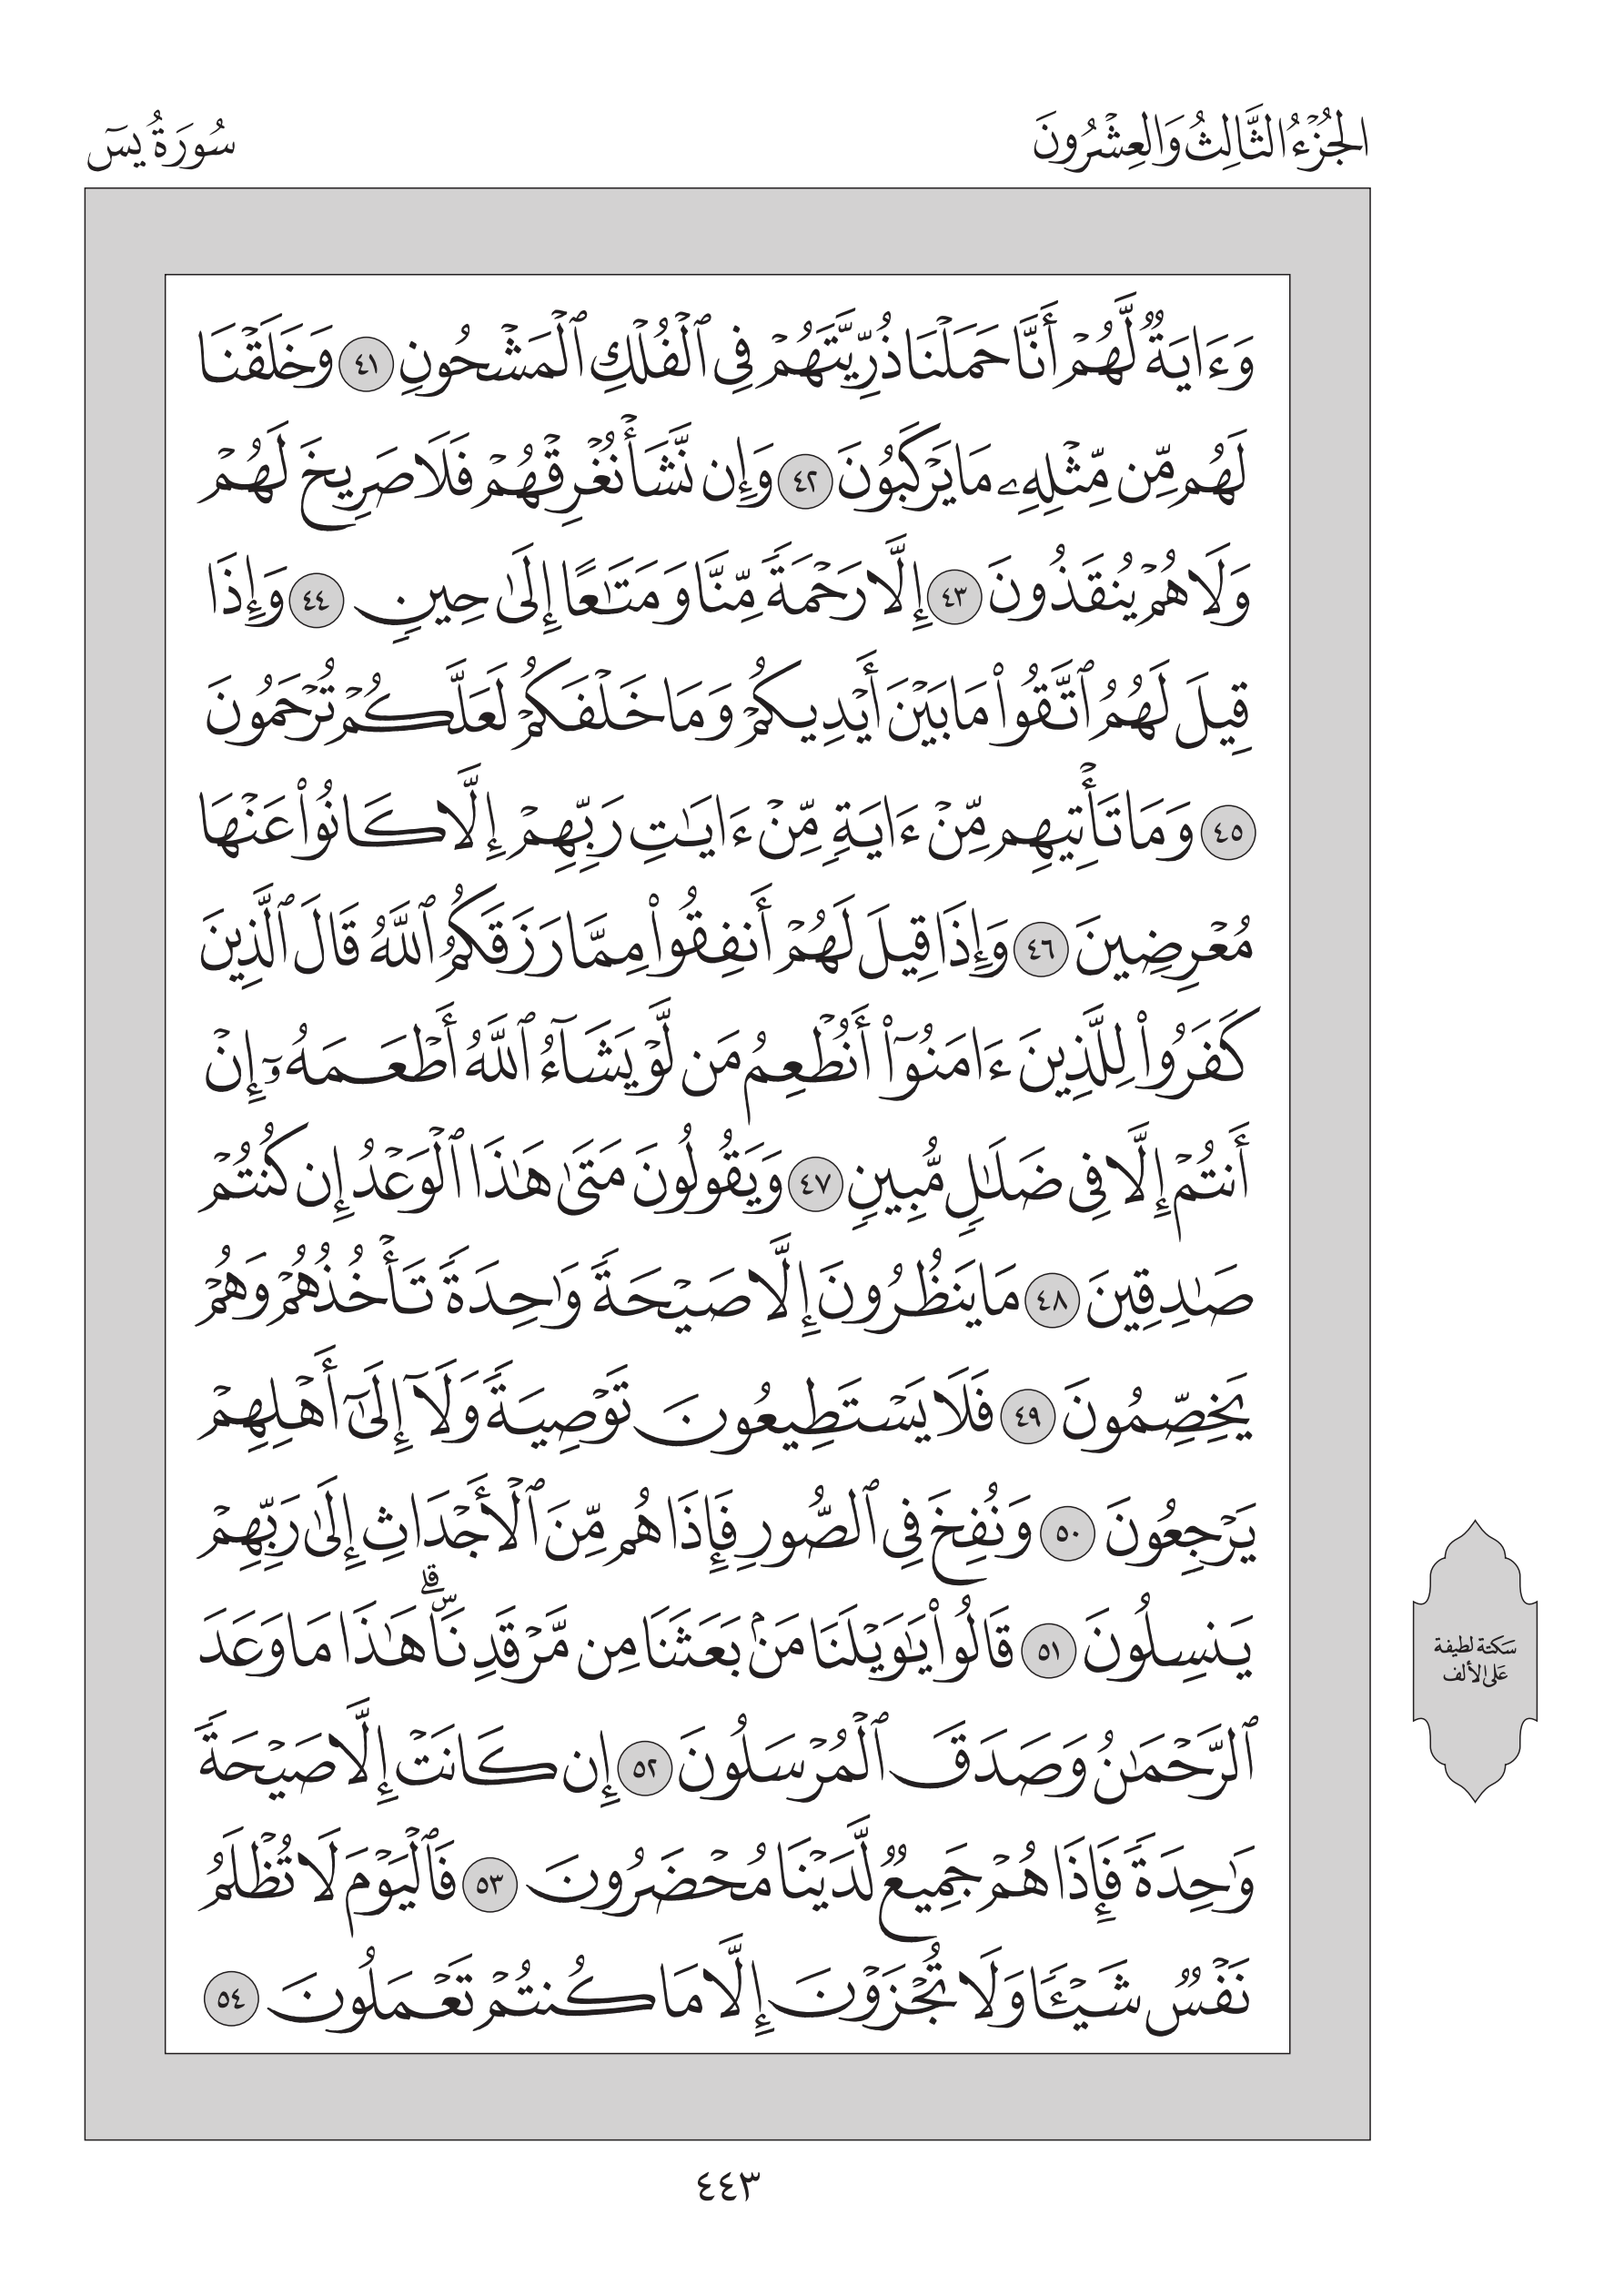 الجُزْءُ الثَّالِثُ وَالعِشْرُونَ
سُورَةُ يسٓ
وَءَايَةٌ لَّهُمْ أَنَّا حَمَلْنَا ذُرِّيَّتَهُمْ فِى ٱلْفُلْكِ ٱلْمَشْحُونِ ٤١ وَخَلَقْنَا
لَهُم مِّن مِّثْلِهِۦ مَا يَرْكَبُونَ ٤٢ وَإِن نَّشَأْ نُغْرِقْهُمْ فَلَا صَرِيخَ لَهُمْ
وَلَا هُمْ يُنقَذُونَ ٤٣ إِلَّا رَحْمَةً مِّنَّا وَمَتَـٰعًا إِلَىٰ حِينٍ ٤٤ وَإِذَا
قِيلَ لَهُمُ ٱتَّقُوا۟ مَا بَيْنَ أَيْدِيكُمْ وَمَا خَلْفَكُمْ لَعَلَّكُمْ تُرْحَمُونَ
٤٥ وَمَا تَأْتِيهِم مِّنْ ءَايَةٍ مِّنْ ءَايَـٰتِ رَبِّهِمْ إِلَّا كَانُوا۟ عَنْهَا
مُعْرِضِينَ ٤٦ وَإِذَا قِيلَ لَهُمْ أَنفِقُوا۟ مِمَّا رَزَقَكُمُ ٱللَّهُ قَالَ ٱلَّذِينَ
كَفَرُوا۟ لِلَّذِينَ ءَامَنُوٓا۟ أَنُطْعِمُ مَن لَّوْ يَشَآءُ ٱللَّهُ أَطْعَمَهُۥٓ إِنْ
أَنتُمْ إِلَّا فِى ضَلَـٰلٍ مُّبِينٍ ٤٧ وَيَقُولُونَ مَتَىٰ هَـٰذَا ٱلْوَعْدُ إِن كُنتُمْ
صَـٰدِقِينَ ٤٨ مَا يَنظُرُونَ إِلَّا صَيْحَةً وَٰحِدَةً تَأْخُذُهُمْ وَهُمْ
يَخِصِّمُونَ ٤٩ فَلَا يَسْتَطِيعُونَ تَوْصِيَةً وَلَآ إِلَىٰٓ أَهْلِهِمْ
يَرْجِعُونَ ٥٠ وَنُفِخَ فِى ٱلصُّورِ فَإِذَا هُم مِّنَ ٱلْأَجْدَاثِ إِلَىٰ رَبِّهِمْ
يَنسِلُونَ ٥١ قَالُوا۟ يَـٰوَيْلَنَا مَنۢ بَعَثَنَا مِن مَّرْقَدِنَاۜ ۗ هَـٰذَا مَا وَعَدَ
ٱلرَّحْمَـٰنُ وَصَدَقَ ٱلْمُرْسَلُونَ ٥٢ إِن كَانَتْ إِلَّا صَيْحَةً
وَٰحِدَةً فَإِذَا هُمْ جَمِيعٌ لَّدَيْنَا مُحْضَرُونَ ٥٣ فَٱلْيَوْمَ لَا تُظْلَمُ
نَفْسٌ شَيْـًٔا وَلَا تُجْزَوْنَ إِلَّا مَا كُنتُمْ تَعْمَلُونَ ٥٤
سَكتة لطيفة
عَلى الألف
٤٤٣